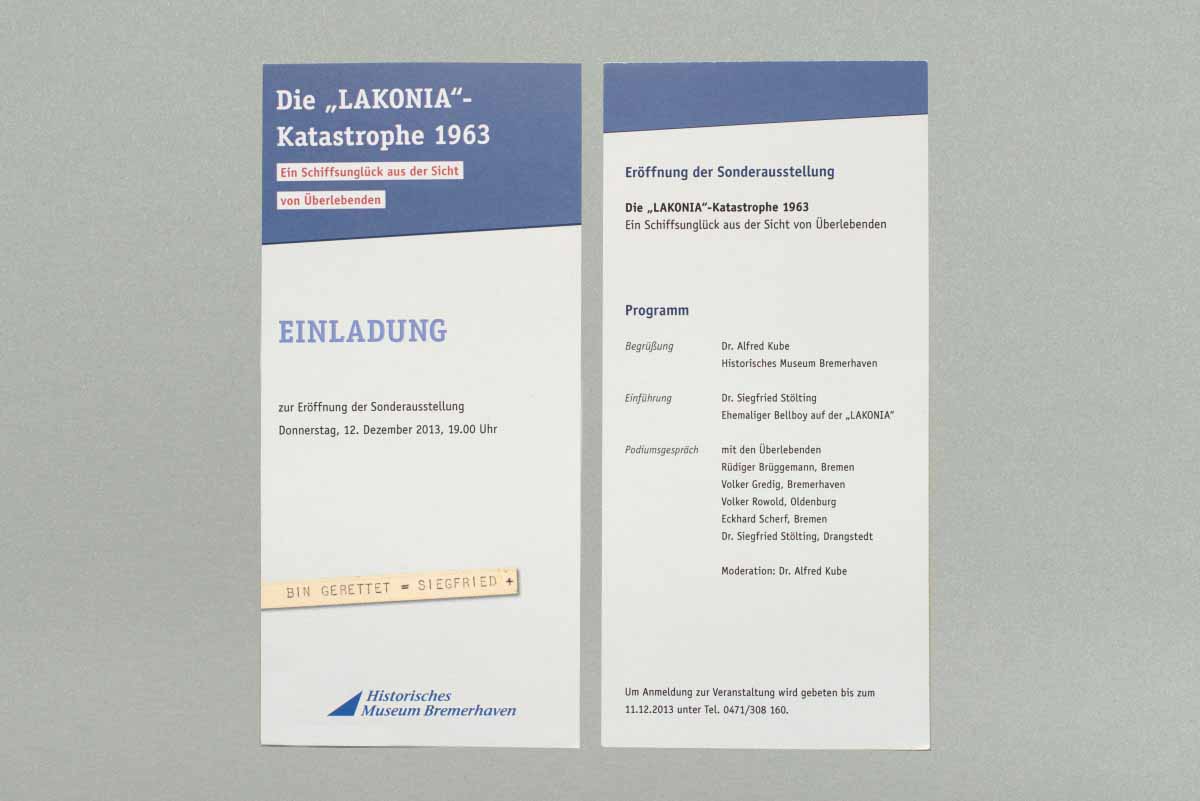 Die „LAKONIA“-
Katastrophe 1963
Ein Schiffsunglück aus der Sicht
von Überlebenden
EINLADUNG
zur Eröffnung der Sonderausstellung
Donnerstag, 12. Dezember 2013, 19.00 Uhr
BIN GERETTET = SIEGFRIED +
Historisches
Museum Bremerhaven
Eröffnung der Sonderausstellung
Die „LAKONIA“-Katastrophe 1963
Ein Schiffsunglück aus der Sicht von Überlebenden
Programm
Begrüßung Dr. Alfred Kube
Historisches Museum Bremerhaven
Einführung Dr. Siegfried Stölting
Ehemaliger Bellboy auf der „LAKONIA“
Podiumsgespräch mit den Überlebenden
Rüdiger Brüggemann, Bremen
Volker Gredig, Bremerhaven
Volker Rowold, Oldenburg
Eckhard Scherf, Bremen
Dr. Siegfried Stölting, Drangstedt
Moderation: Dr. Alfred Kube
Um Anmeldung zur Veranstaltung wird gebeten bis zum
11.12.2013 unter Tel. 0471/308 160.